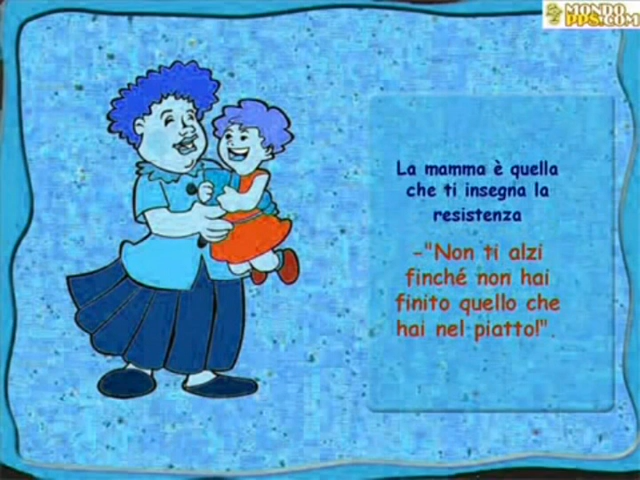 MONDO
PPS.COM
La mamma è quella
che ti insegna la
resistenza
-"Non ti alzi
finché non hai
finito quello che
hai nel piatto!".